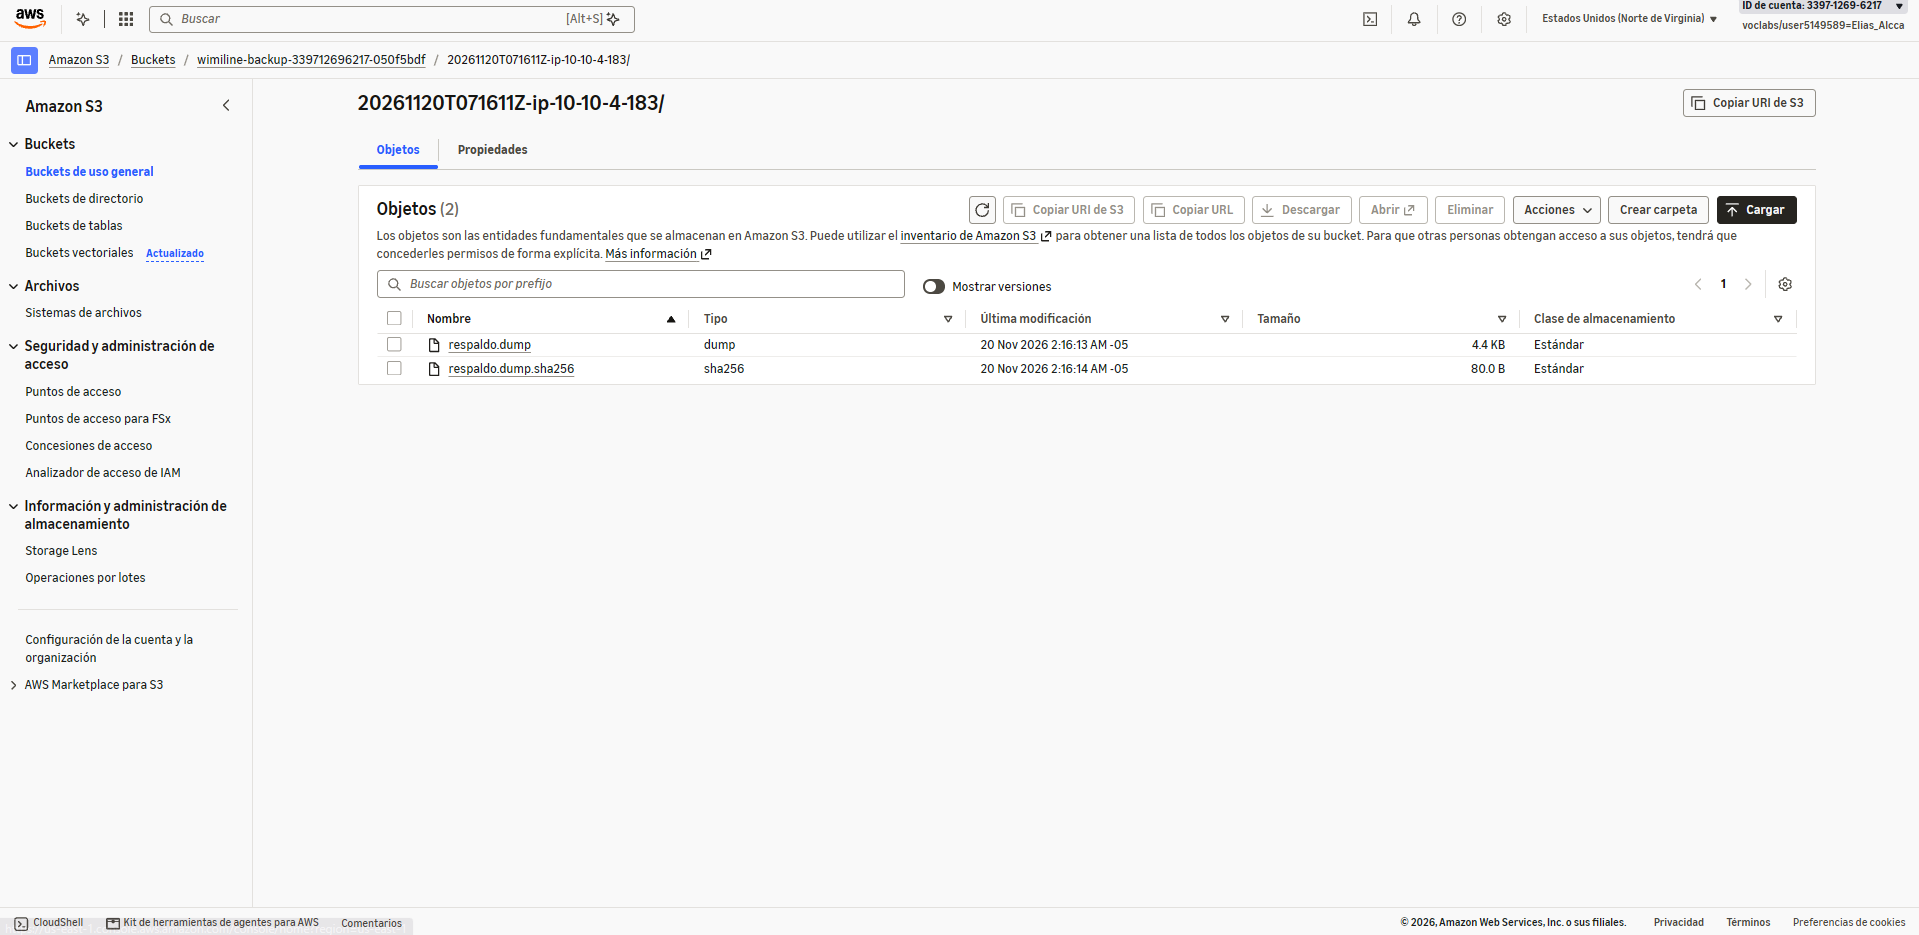 aws
Buscar [Alt+S]
Estados Unidos (Norte de Virginia)
ID de cuenta: 3397-1269-6217
voclabs/user5149589=Elias_Alcca
Amazon S3 / Buckets / wimiline-backup-339712696217-050f5bdf / 20261120T071611Z-ip-10-10-4-183/
Amazon S3
Buckets
Buckets de uso general
Buckets de directorio
Buckets de tablas
Buckets vectoriales Actualizado
Archivos
Sistemas de archivos
Seguridad y administración de
acceso
Puntos de acceso
Puntos de acceso para FSx
Concesiones de acceso
Analizador de acceso de IAM
Información y administración de
almacenamiento
Storage Lens
Operaciones por lotes
Configuración de la cuenta y la
organización
AWS Marketplace para S3
20261120T071611Z-ip-10-10-4-183/
Copiar URI de S3
Objetos Propiedades
Objetos (2)
Copiar URI de S3 Copiar URL Descargar Abrir Eliminar Acciones Crear carpeta Cargar
Los objetos son las entidades fundamentales que se almacenan en Amazon S3. Puede utilizar el inventario de Amazon S3 para obtener una lista de todos los objetos de su bucket. Para que otras personas obtengan acceso a sus objetos, tendrá que
concederles permisos de forma explícita. Más información
Buscar objetos por prefijo
Mostrar versiones
1
Nombre Tipo Última modificación Tamaño Clase de almacenamiento
respaldo.dump dump 20 Nov 2026 2:16:13 AM -05 4.4 KB Estándar
respaldo.dump.sha256 sha256 20 Nov 2026 2:16:14 AM -05 80.0 B Estándar
CloudShell Kit de herramientas de agentes para AWS Comentarios
© 2026, Amazon Web Services, Inc. o sus filiales. Privacidad Términos Preferencias de cookies